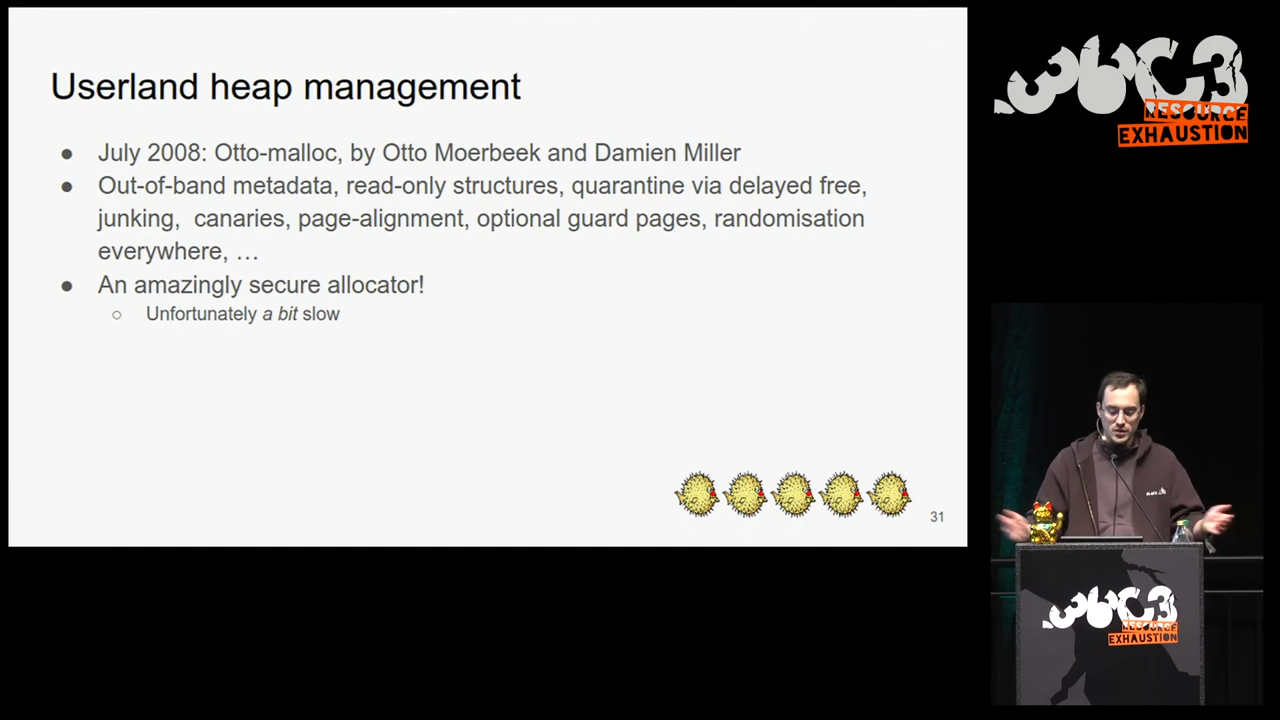 Userland heap management
● July 2008: Otto-malloc, by Otto Moerbeek and Damien Miller
● Out-of-band metadata, read-only structures, quarantine via delayed free,
junking, canaries, page-alignment, optional guard pages, randomisation
everywhere, …
● An amazingly secure allocator!
○ Unfortunately a bit slow
31
36C3
RESOURCE
EXHAUSTION
36C3
RESOURCE
EXHAUSTION